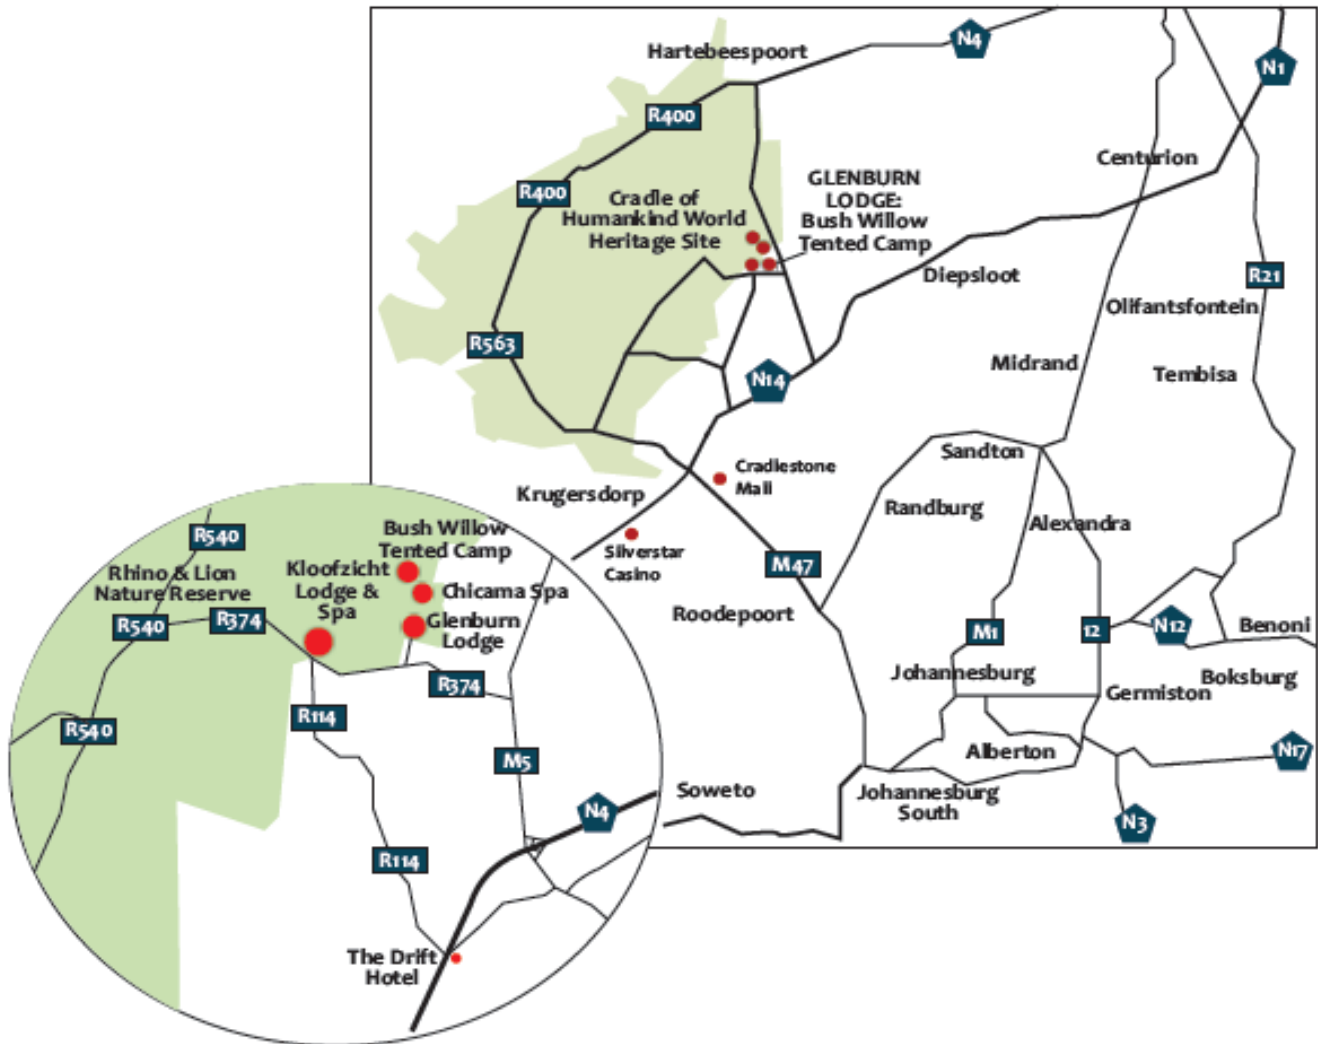 Hartebeespoort
N4
N1
R400
Centurion
R400
Cradle of
Humankind World
Heritage Site
GLENBURN
LODGE:
Bush Willow
Tented Camp
Diepsloot
R21
Olifantsfontein
R563
Midrand
Tembisa
N14
Sandton
Cradlestone
Mall
Krugersdorp
Randburg
Alexandra
Silverstar
Casino
M47
Roodepoort
M1
12
N12
Benoni
Johannesburg
Boksburg
Germiston
Alberton
N17
Soweto
Johannesburg
South
N3
R540
Bush Willow
Tented Camp
Rhino & Lion
Nature Reserve
Kloofzicht
Lodge &
Spa
Chicama Spa
R540
R374
Glenburn
Lodge
R374
R114
R540
M5
N4
R114
The Drift
Hotel